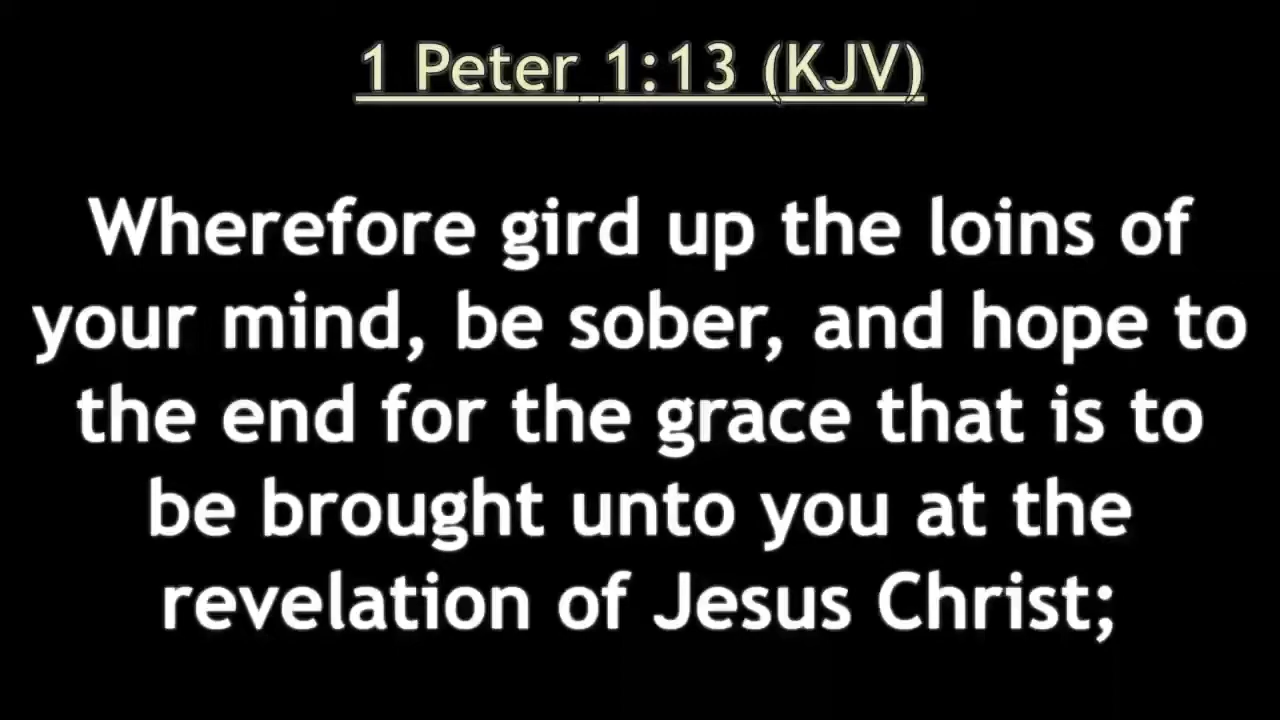 1 Peter 1:13 (KJV)
Wherefore gird up the loins of
your mind, be sober, and hope to
the end for the grace that is to
be brought unto you at the
revelation of Jesus Christ;